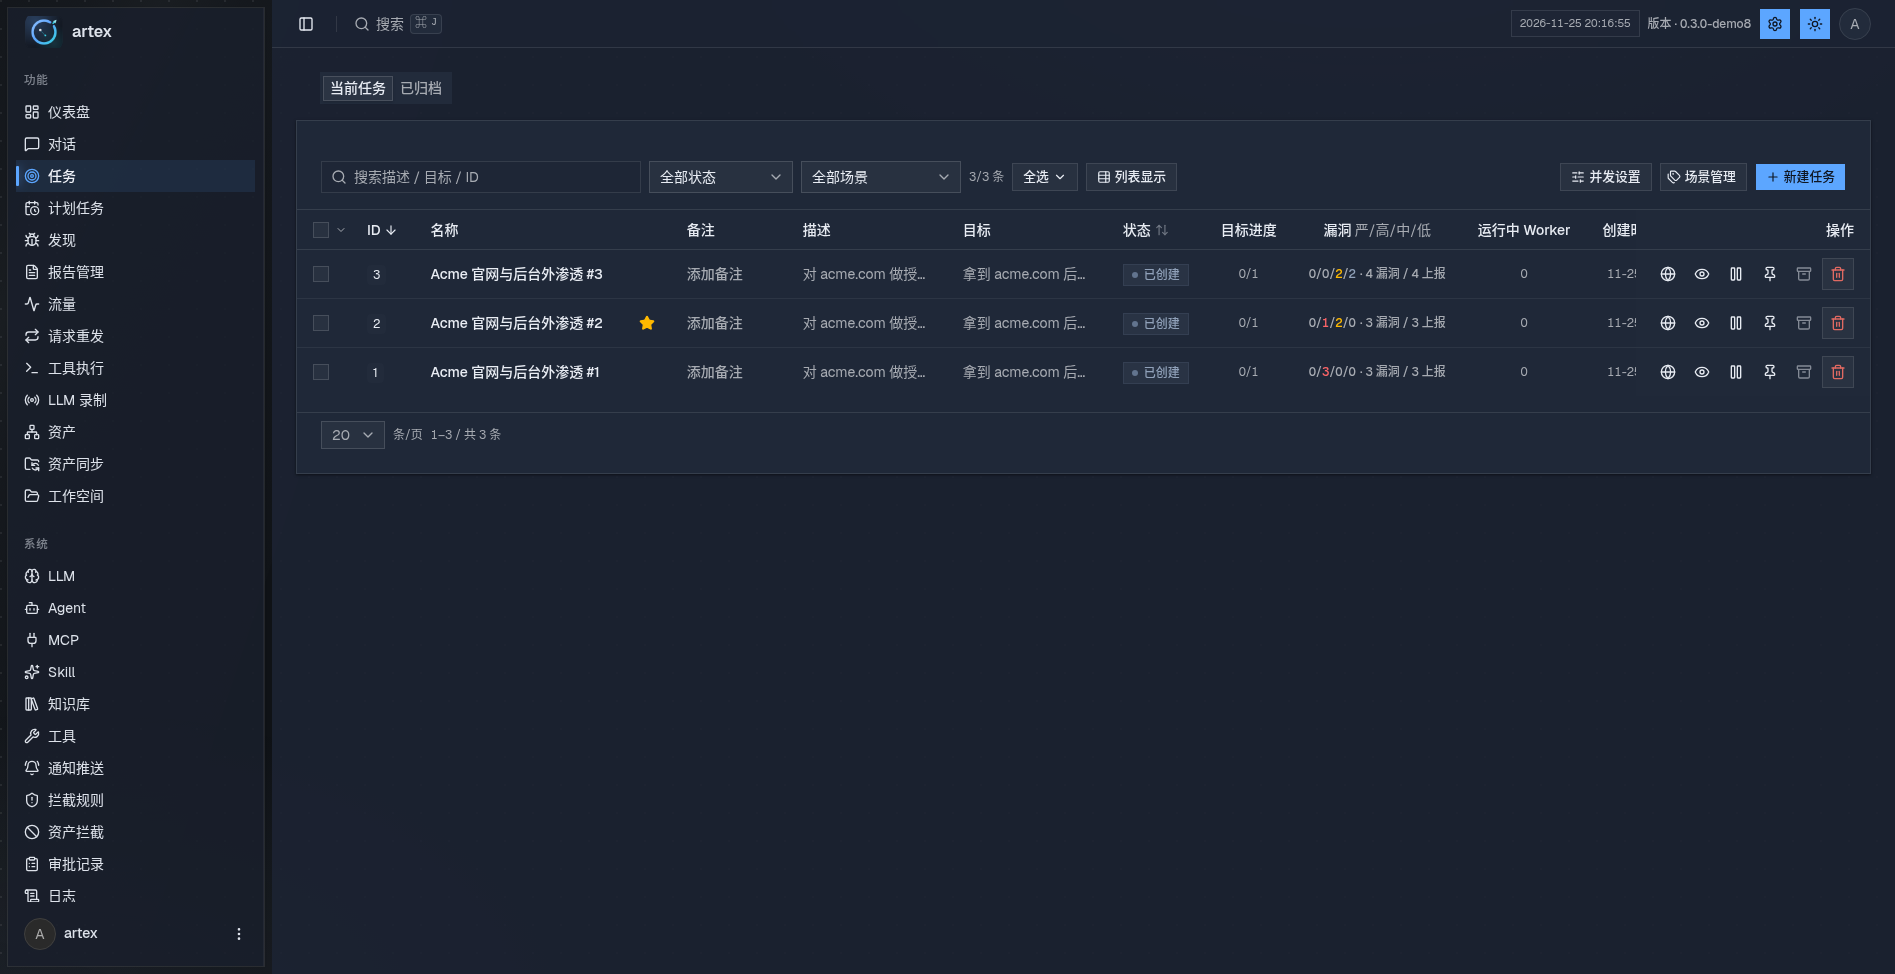 artex
功能
仪表盘
对话
任务
计划任务
发现
报告管理
流量
请求重发
工具执行
LLM 录制
资产
资产同步
工作空间
系统
LLM
Agent
MCP
Skill
知识库
工具
通知推送
拦截规则
资产拦截
审批记录
日志
A artex
搜索 ⌘ J
2026-11-25 20:16:55 版本 · 0.3.0-demo8 A
当前任务 已归档
搜索描述 / 目标 / ID 全部状态 全部场景 3/3 条 全选 列表显示 并发设置 场景管理 + 新建任务
ID ↓ 名称 备注 描述 目标 状态 目标进度 漏洞 严/高/中/低 运行中 Worker 创建时 操作
3 Acme 官网与后台外渗透 #3 添加备注 对 acme.com 做授... 拿到 acme.com 后... 已创建 0/1 0/0/2/2 · 4 漏洞 / 4 上报 0 11-25
2 Acme 官网与后台外渗透 #2 添加备注 对 acme.com 做授... 拿到 acme.com 后... 已创建 0/1 0/1/2/0 · 3 漏洞 / 3 上报 0 11-25
1 Acme 官网与后台外渗透 #1 添加备注 对 acme.com 做授... 拿到 acme.com 后... 已创建 0/1 0/3/0/0 · 3 漏洞 / 3 上报 0 11-25
20 条/页 1–3 / 共 3 条